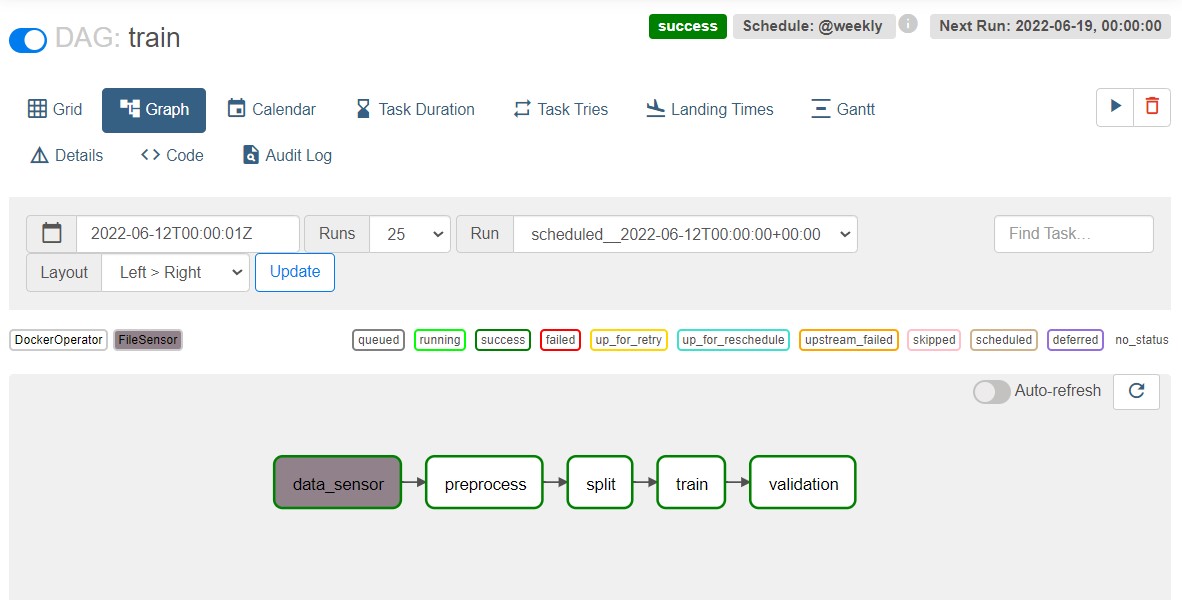 DAG: train
success
Schedule: @weekly
Next Run: 2022-06-19, 00:00:00
Grid
Graph
Calendar
Task Duration
Task Tries
Landing Times
Gantt
Details
Code
Audit Log
2022-06-12T00:00:01Z
Runs
25
Run
scheduled__2022-06-12T00:00:00+00:00
Find Task...
Layout
Left > Right
Update
DockerOperator
FileSensor
queued
running
success
failed
up_for_retry
up_for_reschedule
upstream_failed
skipped
scheduled
deferred
no_status
Auto-refresh
data_sensor
preprocess
split
train
validation